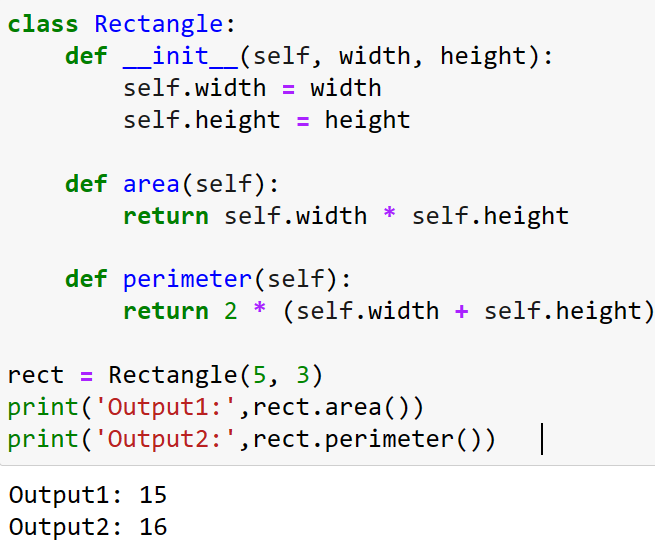 class Rectangle:
    def __init__(self, width, height):
        self.width = width
        self.height = height

    def area(self):
        return self.width * self.height

    def perimeter(self):
        return 2 * (self.width + self.height)

rect = Rectangle(5, 3)
print('Output1:',rect.area())
print('Output2:',rect.perimeter())
Output1: 15
Output2: 16